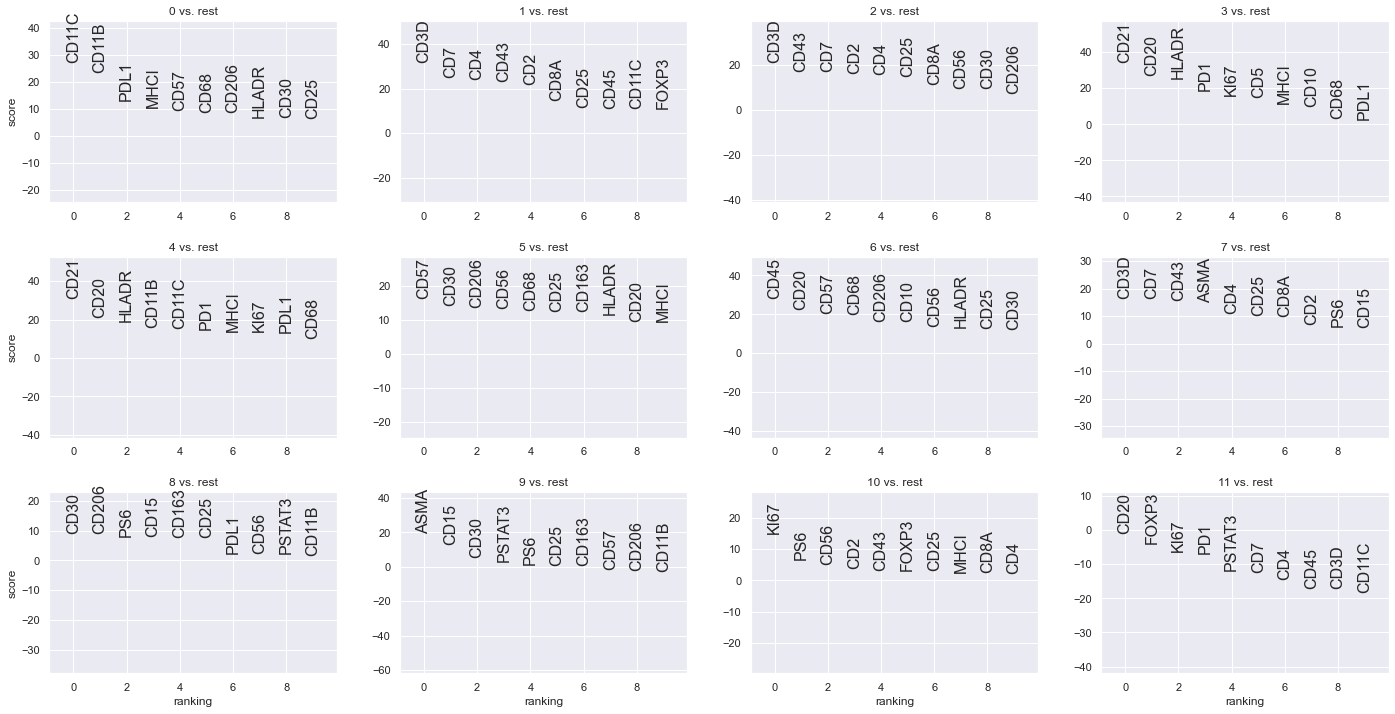 0 vs. rest
score
40
30
20
10
0
−10
−20
CD11C
CD11B
PDL1
MHCI
CD57
CD68
CD206
HLADR
CD30
CD25
0 2 4 6 8
1 vs. rest
40
20
0
−20
CD3D
CD7
CD4
CD43
CD2
CD8A
CD25
CD45
CD11C
FOXP3
0 2 4 6 8
2 vs. rest
20
0
−20
−40
CD3D
CD43
CD7
CD2
CD4
CD25
CD8A
CD56
CD30
CD206
0 2 4 6 8
3 vs. rest
40
20
0
−20
−40
CD21
CD20
HLADR
PD1
KI67
CD5
MHCI
CD10
CD68
PDL1
0 2 4 6 8
4 vs. rest
score
40
20
0
−20
−40
CD21
CD20
HLADR
CD11B
CD11C
PD1
MHCI
KI67
PDL1
CD68
0 2 4 6 8
5 vs. rest
20
10
0
−10
−20
CD57
CD30
CD206
CD56
CD68
CD25
CD163
HLADR
CD20
MHCI
0 2 4 6 8
6 vs. rest
40
20
0
−20
−40
CD45
CD20
CD57
CD68
CD206
CD10
CD56
HLADR
CD25
CD30
0 2 4 6 8
7 vs. rest
30
20
10
0
−10
−20
−30
CD3D
CD7
CD43
ASMA
CD4
CD25
CD8A
CD2
PS6
CD15
0 2 4 6 8
8 vs. rest
score
20
10
0
−10
−20
−30
CD30
CD206
PS6
CD15
CD163
CD25
PDL1
CD56
PSTAT3
CD11B
0 2 4 6 8
ranking
9 vs. rest
40
20
0
−20
−40
−60
ASMA
CD15
CD30
PSTAT3
PS6
CD25
CD163
CD57
CD206
CD11B
0 2 4 6 8
ranking
10 vs. rest
20
10
0
−10
−20
KI67
PS6
CD56
CD2
CD43
FOXP3
CD25
MHCI
CD8A
CD4
0 2 4 6 8
ranking
11 vs. rest
10
0
−10
−20
−30
−40
CD20
FOXP3
KI67
PD1
PSTAT3
CD7
CD4
CD45
CD3D
CD11C
0 2 4 6 8
ranking